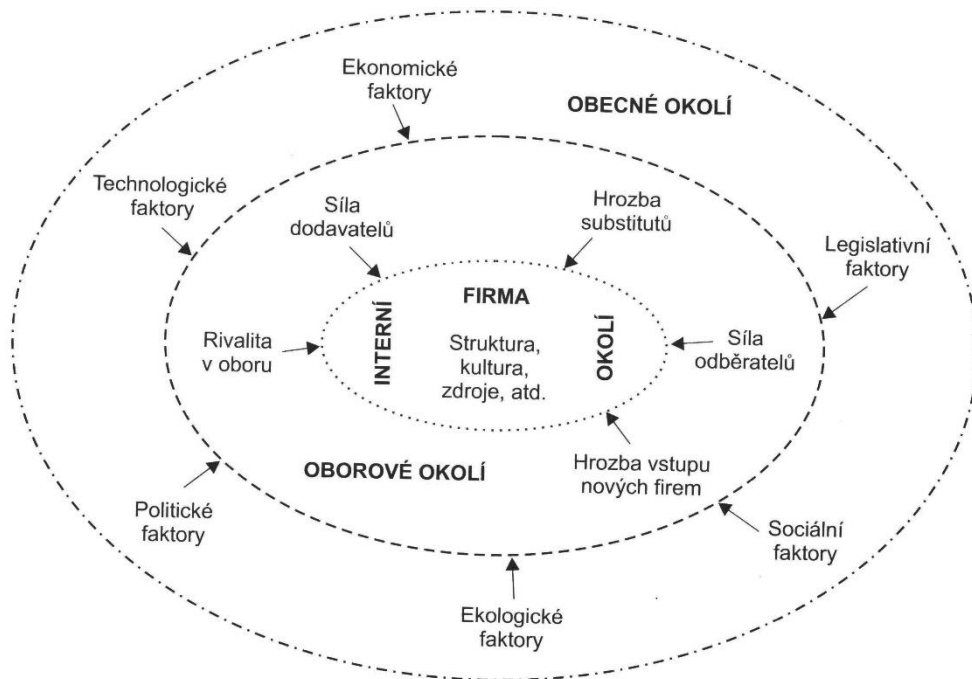 Ekonomické
faktory
OBECNÉ OKOLÍ
Technologické
faktory
Síla
dodavatelů
Hrozba
substitutů
Legislativní
faktory
FIRMA
INTERNÍ
OKOLÍ
Rivalita
v oboru
Struktura,
kultura,
zdroje, atd.
Síla
odběratelů
OBOROVÉ OKOLÍ
Hrozba vstupu
nových firem
Politické
faktory
Sociální
faktory
Ekologické
faktory